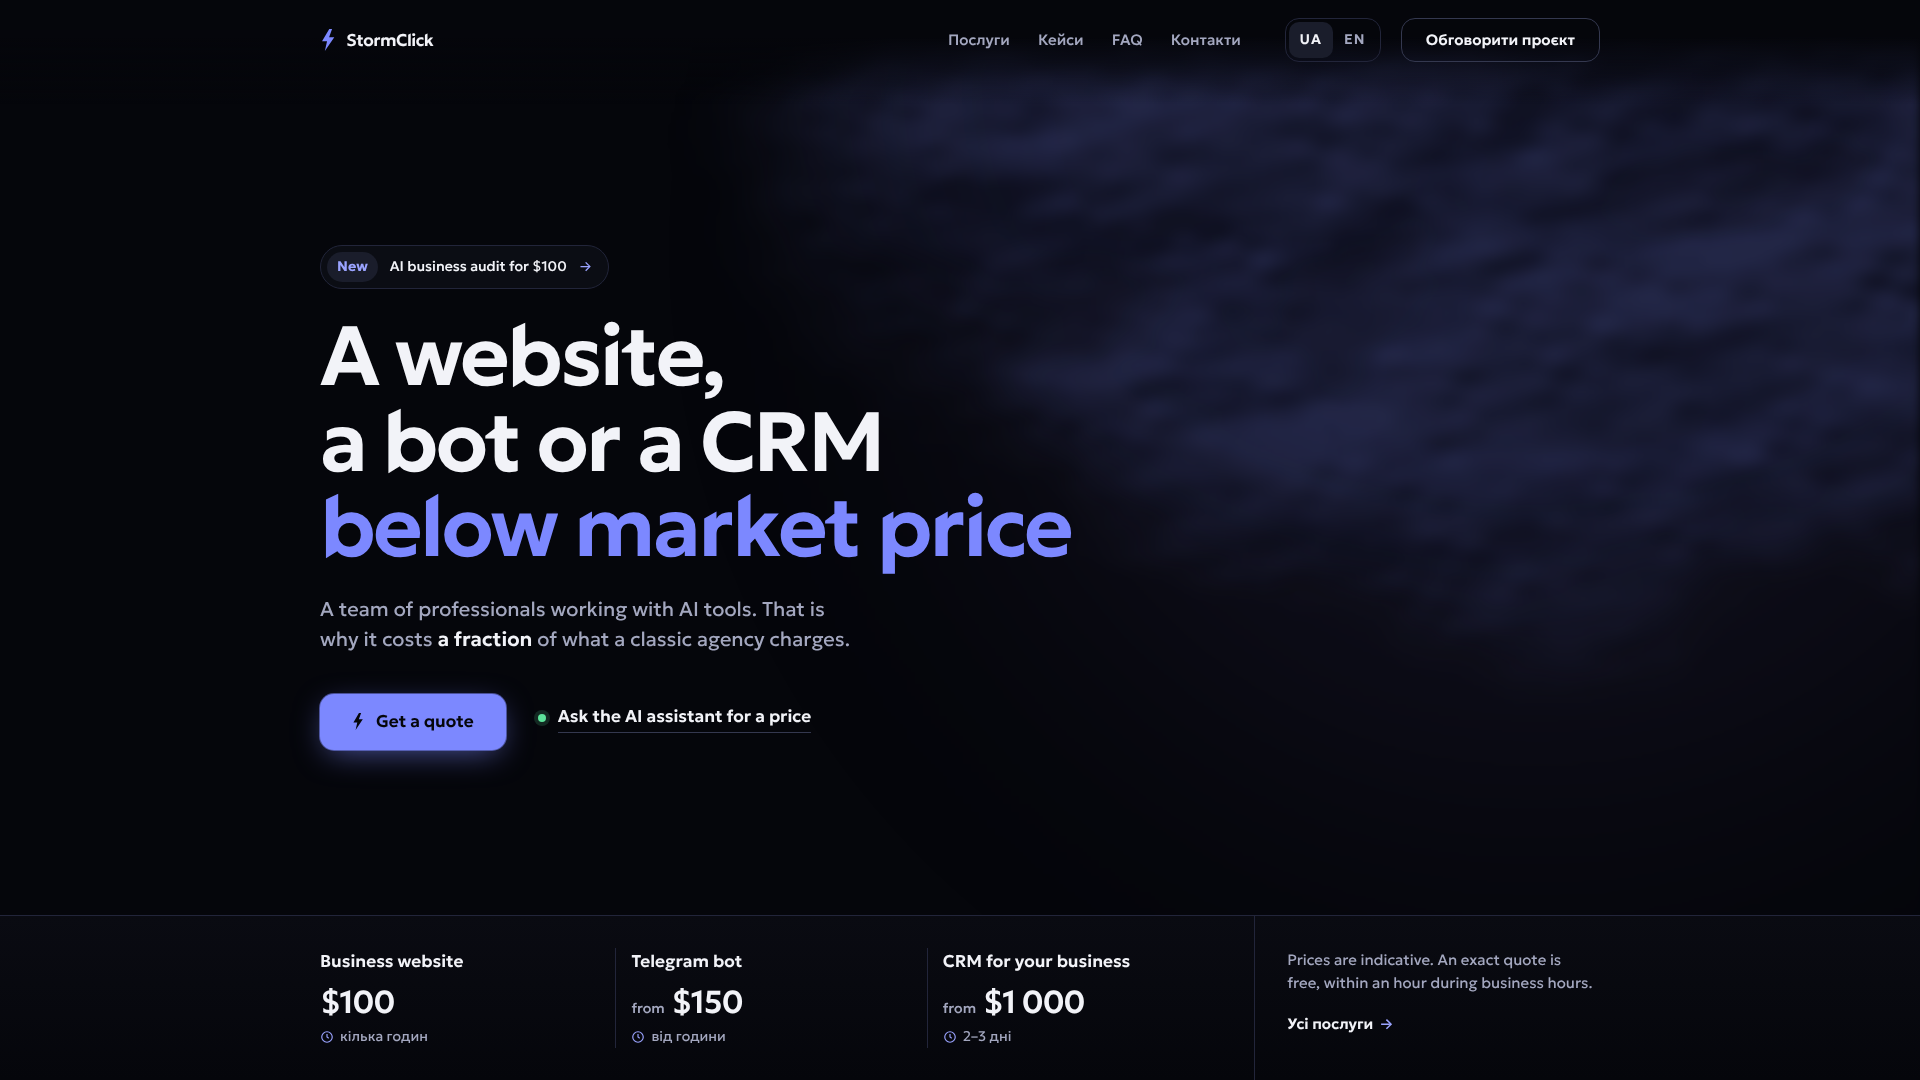 StormClick
Послуги
Кейси
FAQ
Контакти
UA
EN
Обговорити проєкт
New
AI business audit for $100
A website,
a bot or a CRM
below market price
A team of professionals working with AI tools. That is
why it costs a fraction of what a classic agency charges.
Get a quote
Ask the AI assistant for a price
Business website
$100
кілька годин
Telegram bot
from $150
від години
CRM for your business
from $1 000
2–3 дні
Prices are indicative. An exact quote is
free, within an hour during business hours.
Усі послуги